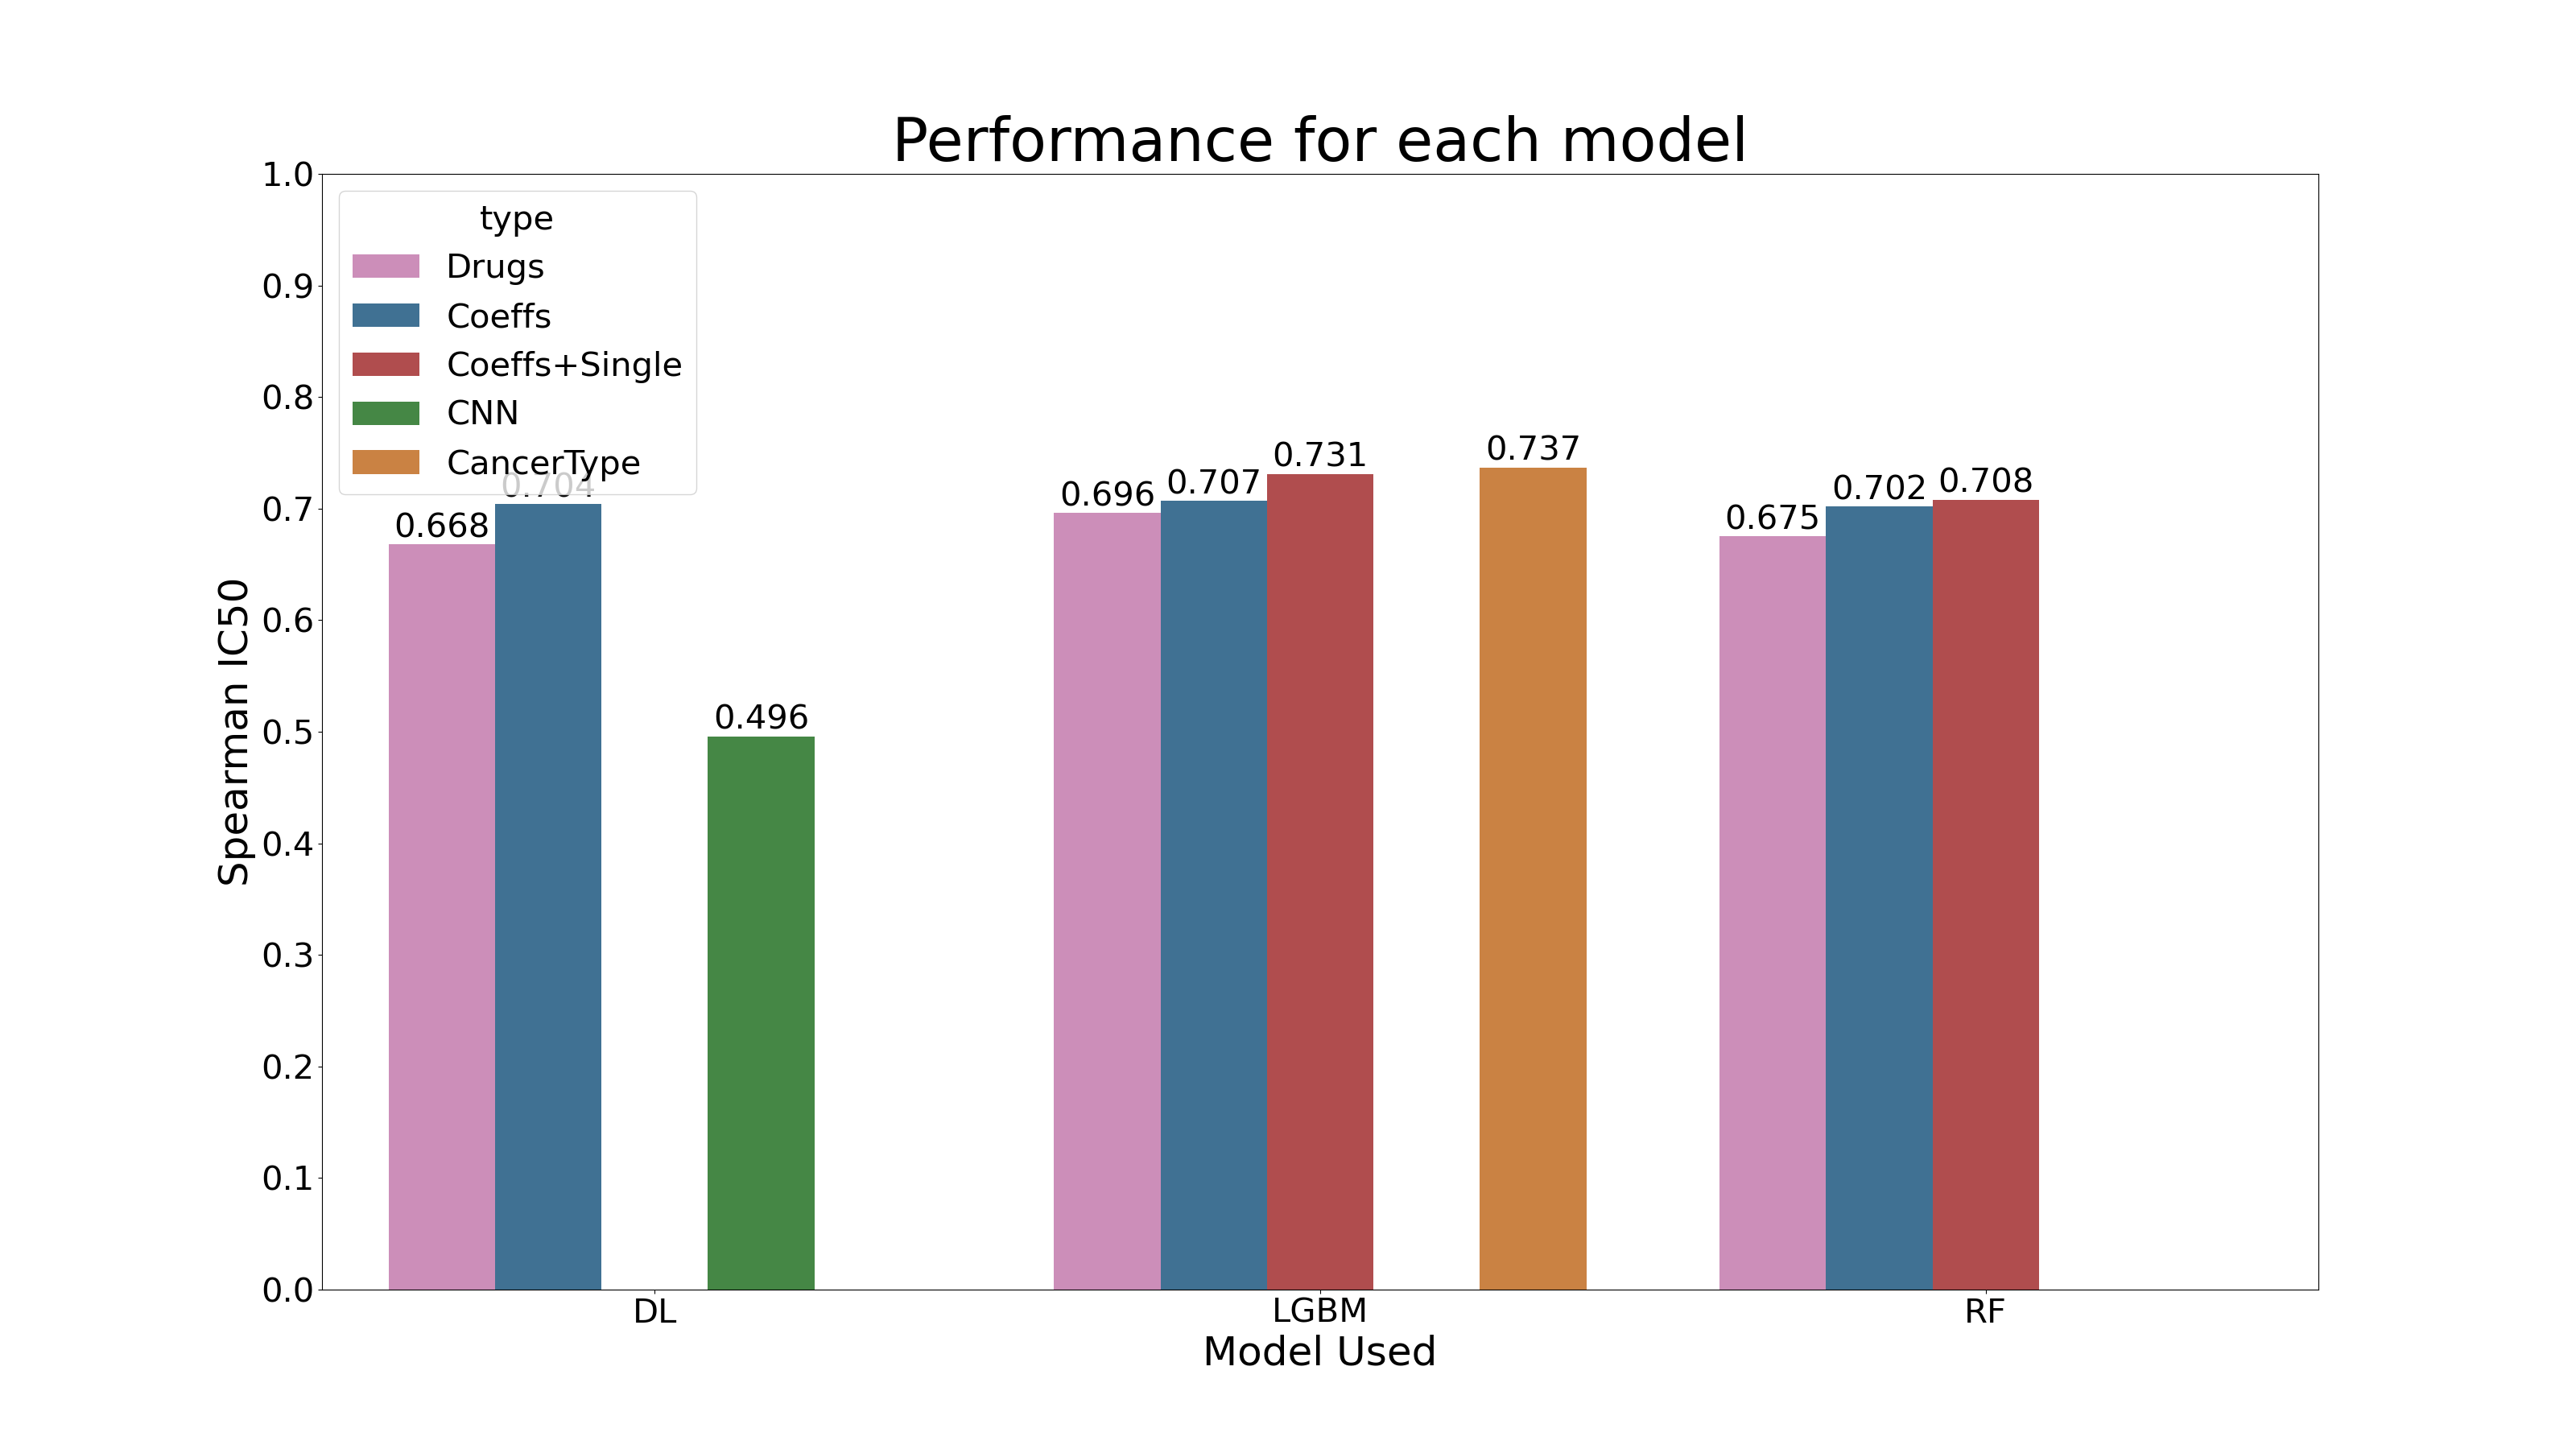 Performance for each model
1.0
0.9
0.8
0.7
0.6
0.5
0.4
0.3
0.2
0.1
0.0
Spearman IC50
type
Drugs
Coeffs
Coeffs+Single
CNN
CancerType
0.668
0.704
0.496
0.696
0.707
0.731
0.737
0.675
0.702
0.708
DL
LGBM
RF
Model Used